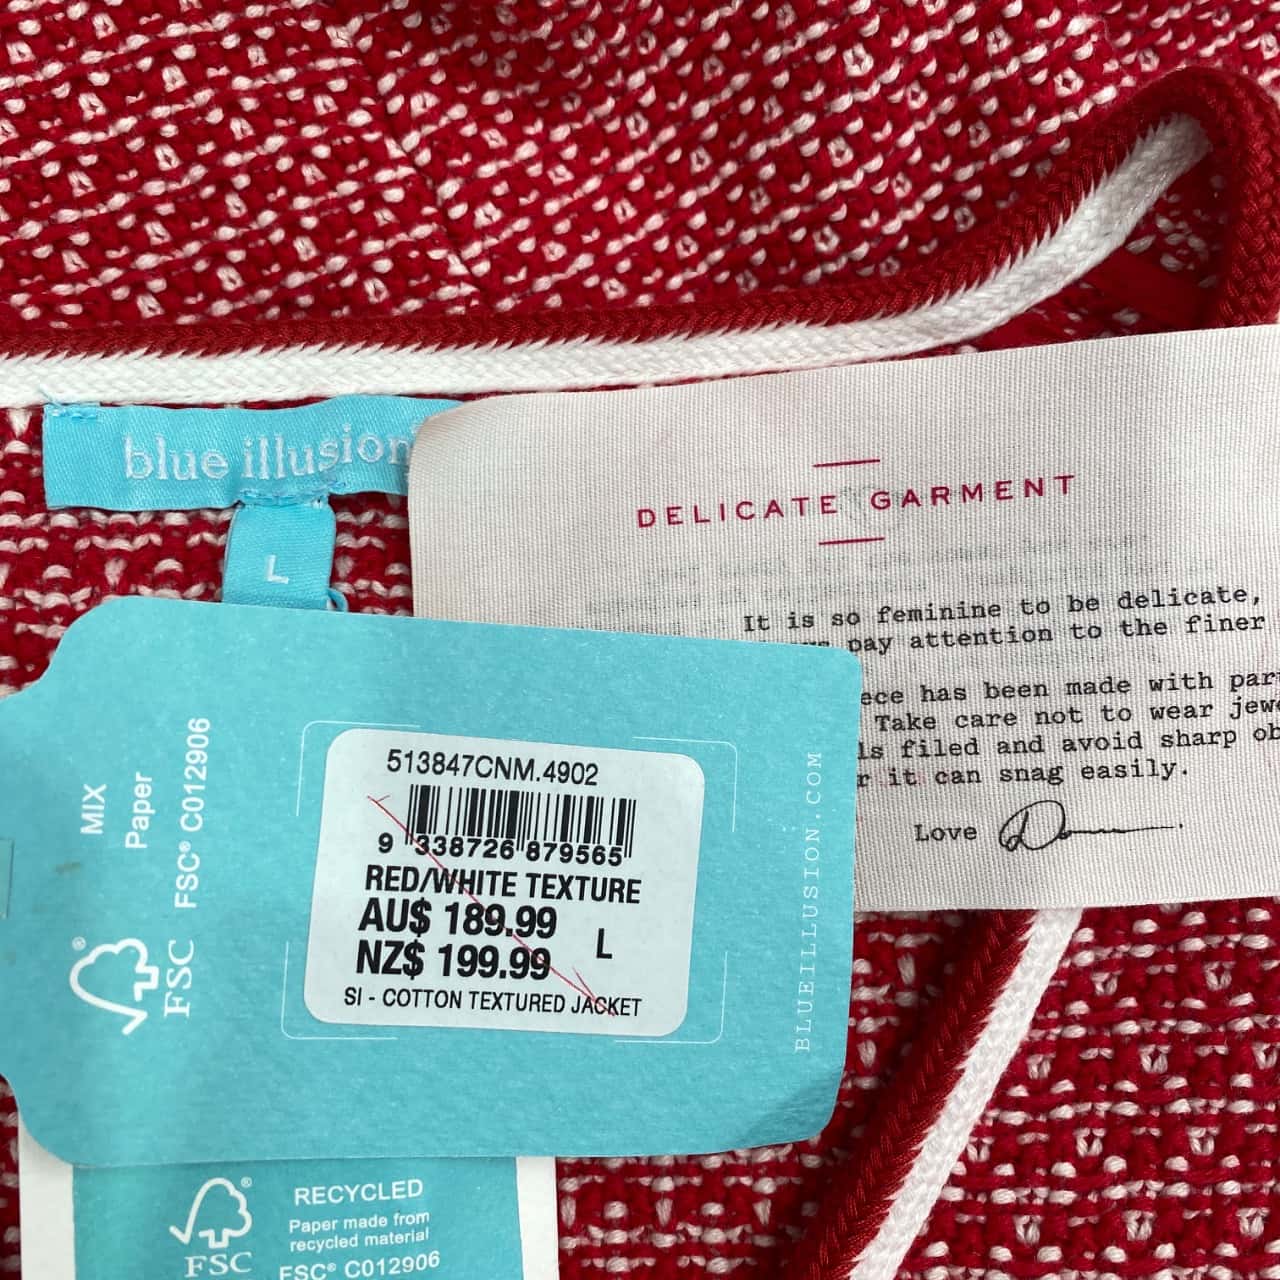 blue illusion
L
DELICATE GARMENT
It is so feminine to be delicate,
pay attention to the finer
has been made with
Take care not to wear
filed and avoid sharp
it can snag easily.
Love
MIX
Paper
FSC® C012906
® FSC
513847CNM.4902
9 338726 879565
RED/WHITE TEXTURE
AU$ 189.99
L
NZ$ 199.99
SI - COTTON TEXTURED JACKET
BLUEILLUSION.COM
® FSC
RECYCLED
Paper made from
recycled material
FSC® C012906